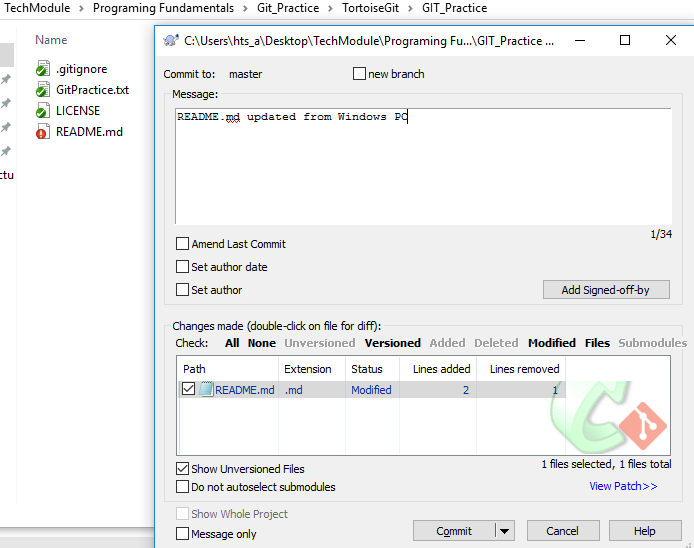 TechModule > Programing Fundamentals > Git_Practice > TortoiseGit > GIT_Practice
Name
.gitignore
GitPractice.txt
LICENSE
README.md
ctu
C:\Users\hts_a\Desktop\TechModule\Programing Fu...\GIT_Practice ...
Commit to: master
new branch
Message:
README.md updated from Windows PC
1/34
Amend Last Commit
Set author date
Set author
Add Signed-off-by
Changes made (double-click on file for diff):
Check: All None Unversioned Versioned Added Deleted Modified Files Submodules
Path Extension Status Lines added Lines removed
README.md .md Modified 2 1
Show Unversioned Files
1 files selected, 1 files total
Do not autoselect submodules
View Patch>>
Show Whole Project
Message only
Commit
Cancel
Help